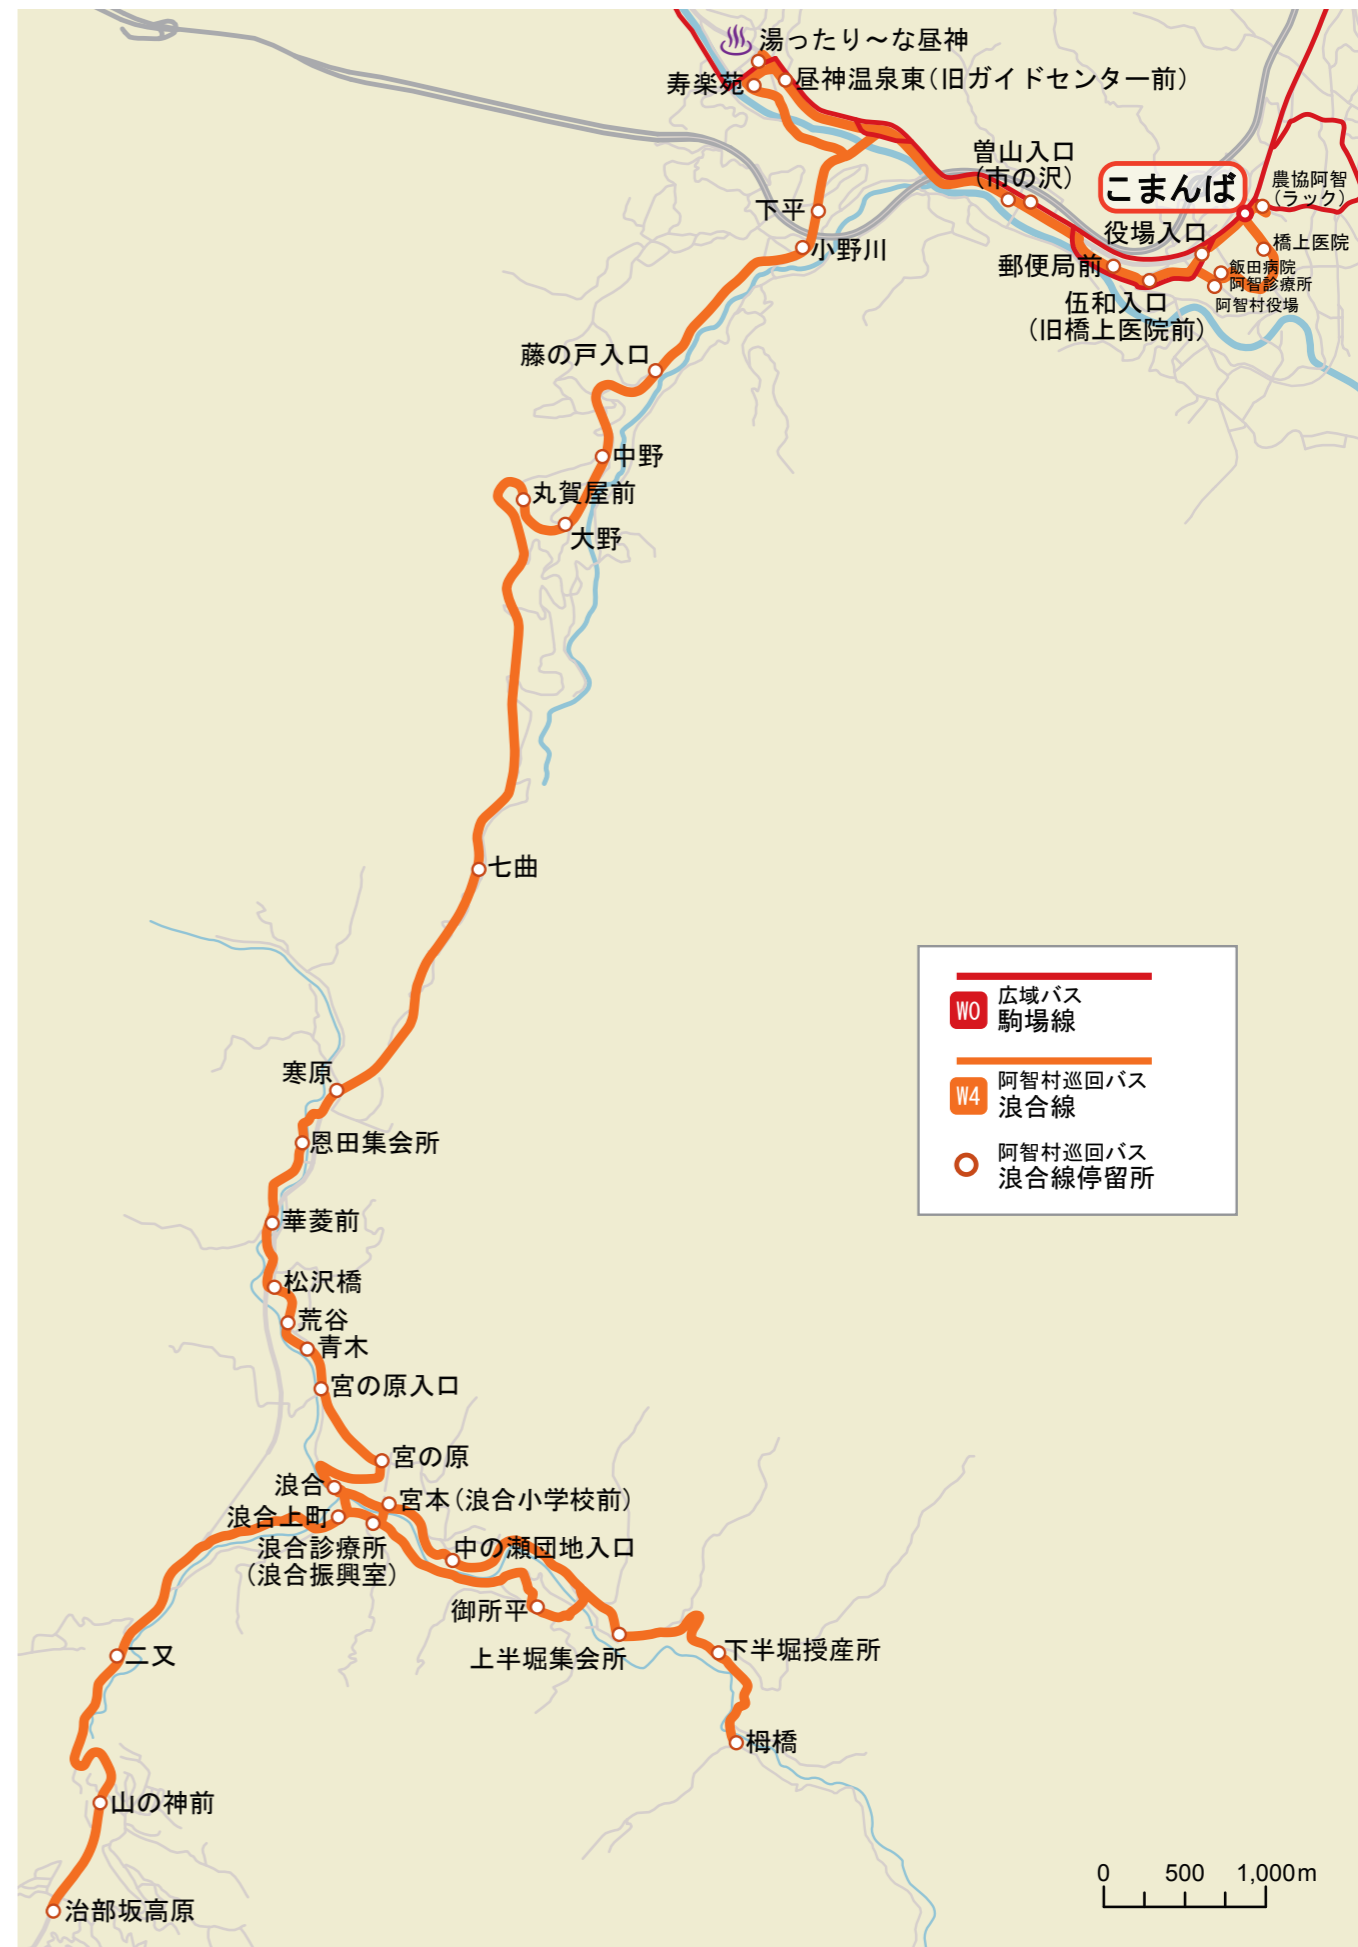 湯ったり～な昼神
寿楽苑
昼神温泉東(旧ガイドセンター前)
曽山入口
(市の沢)
こまんば
農協阿智
(ラック)
下平
小野川
役場入口
橋上医院
郵便局前
飯田病院
阿智診療所
阿智村役場
伍和入口
(旧橋上医院前)
藤の戸入口
中野
丸賀屋前
大野
七曲
W0
広域バス
駒場線
W4
阿智村巡回バス
浪合線
阿智村巡回バス
浪合線停留所
寒原
恩田集会所
華菱前
松沢橋
荒谷
青木
宮の原入口
宮の原
浪合
宮本(浪合小学校前)
浪合上町
浪合診療所
(浪合振興室)
中の瀬団地入口
御所平
上半堀集会所
下半堀授産所
二又
栂橋
山の神前
治部坂高原
0 500 1,000m